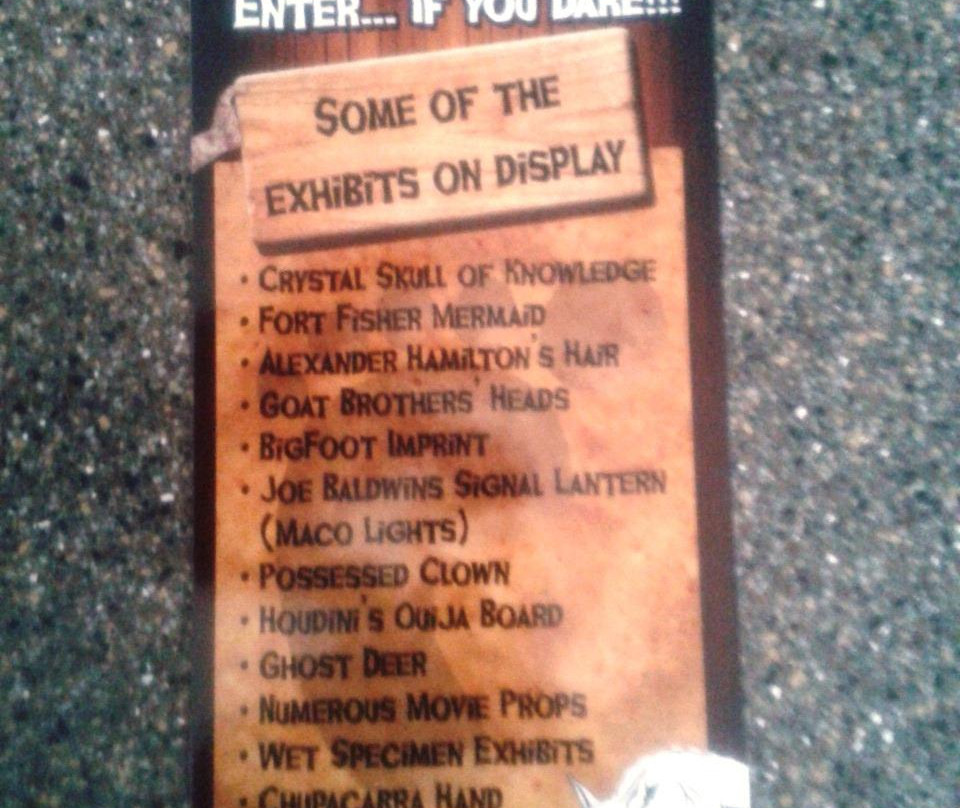 ENTER... IF YOU DARE!!!
SOME OF THE
EXHiBiTS ON DiSPLAY
• CRYSTAL SKULL OF KNOWLEDGE
• FORT FiSHER MERMAiD
• ALEXANDER HAMiLTON'S HAiR
• GOAT BROTHERS' HEADS
• BiGFOOT IMPRiNT
• JOE BALDWiNS SiGNAL LANTERN
(MACO LiGHTS)
• POSSESSED CLOWN
• HOUDiNi'S OUiJA BOARD
• GHOST DEER
• NUMEROUS MOViE PROPS
• WET SPECiMEN EXHiBiTS
• CHUPACABRA HAND